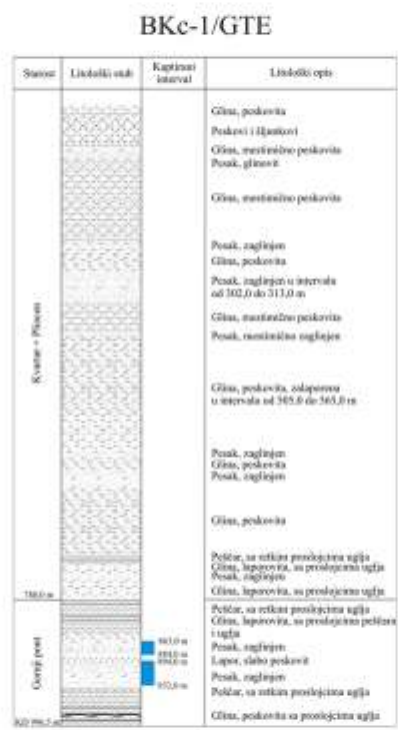 BKc-1/GTE
Starost
Litološki stub
Kaptirani
interval
Litološki opis
Glina, peskovita
Peskovi i šljunkovi
Glina, mestimično peskovita
Pesak, glinovit
Glina, mestimično peskovita
Pesak, zaglinjen
Glina, peskovita
Pesak, zaglinjen u intervalu
od 302,0 do 313,0 m
Glina, mestimično peskovita
Pesak, mestimično zaglinjen
Glina, peskovita, zalaporena
u intervalu od 505,0 do 565,0 m
Pesak, zaglinjen
Glina, peskovita
Pesak, zaglinjen
Glina, peskovita
Peščar, sa retkim proslojcima uglja
Glina, laporovita, sa proslojcima uglja
Pesak, zaglinjen
Glina, laporovita, sa proslojcima uglja
Kvartar + Pliocen
780,0 m
Peščar, sa retkim proslojcima uglja
Glina, laporovita, sa proslojcima peščara
i uglja
Pesak, zaglinjen
Lapor, slabo peskovit
Pesak, zaglinjen
Peščar, sa retkim proslojcima uglja
Glina, peskovita sa proslojcima uglja
Gornji pont